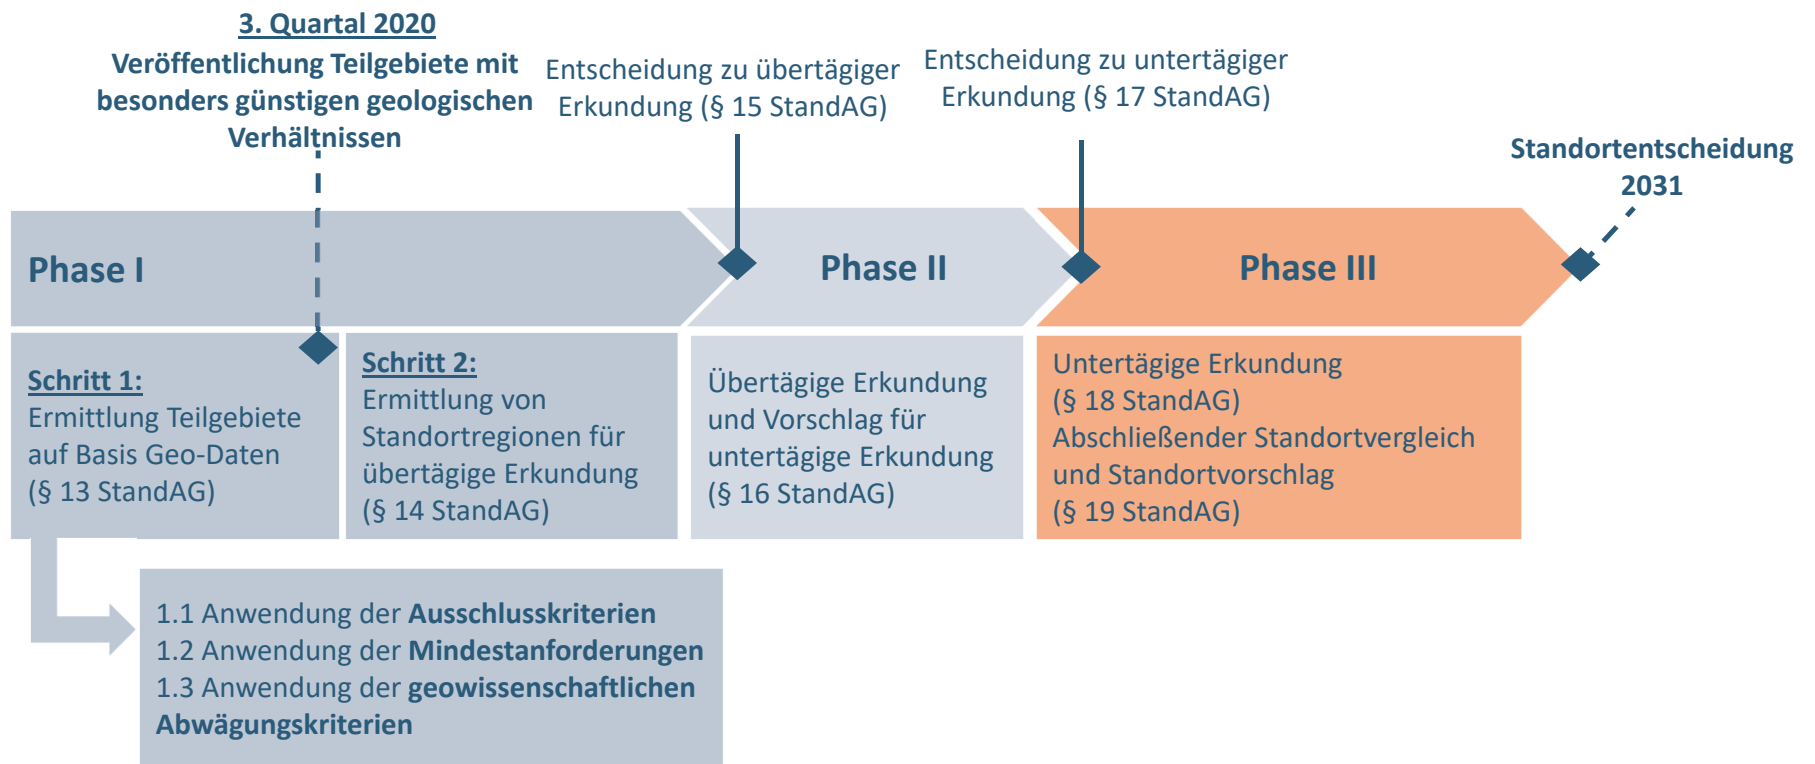 3. Quartal 2020
Veröffentlichung Teilgebiete mit
besonders günstigen geologischen
Verhältnissen
Entscheidung zu übertägiger
Erkundung (§ 15 StandAG)
Entscheidung zu untertägiger
Erkundung (§ 17 StandAG)
Standortentscheidung
2031
Phase I
Phase II
Phase III
Schritt 1:
Ermittlung Teilgebiete
auf Basis Geo-Daten
(§ 13 StandAG)
Schritt 2:
Ermittlung von
Standortregionen für
übertägige Erkundung
(§ 14 StandAG)
Übertägige Erkundung
und Vorschlag für
untertägige Erkundung
(§ 16 StandAG)
Untertägige Erkundung
(§ 18 StandAG)
Abschließender Standortvergleich
und Standortvorschlag
(§ 19 StandAG)
1.1 Anwendung der Ausschlusskriterien
1.2 Anwendung der Mindestanforderungen
1.3 Anwendung der geowissenschaftlichen
Abwägungskriterien